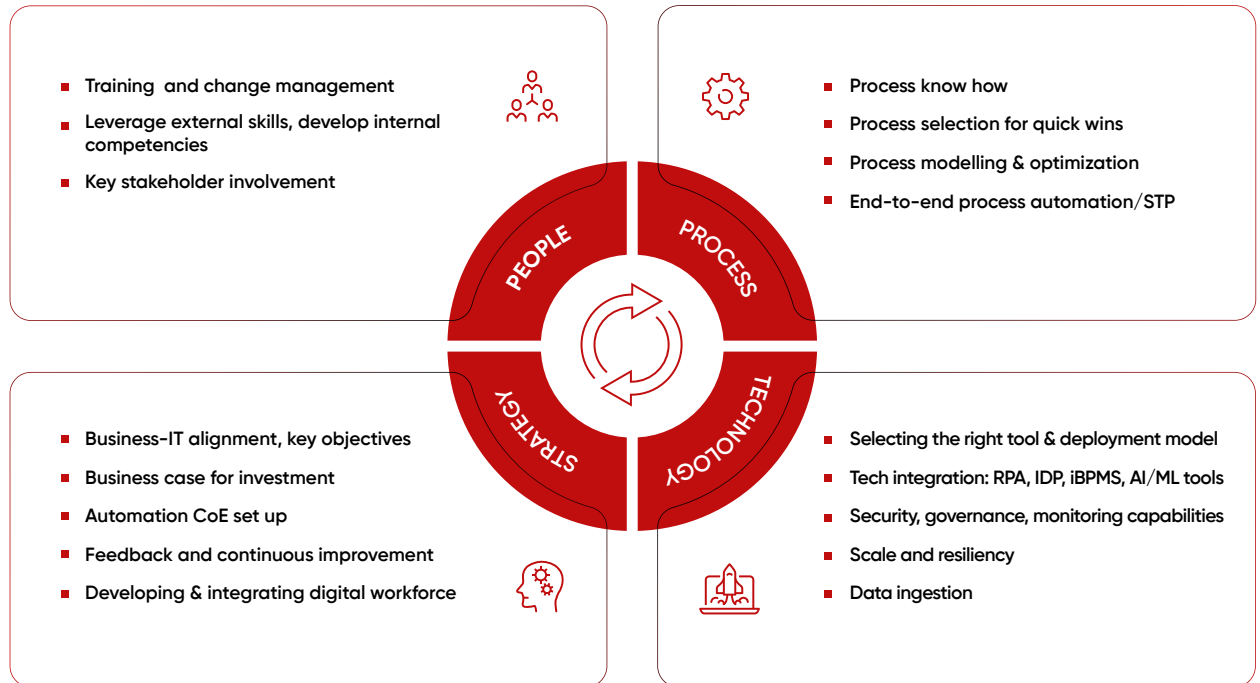 Training and change management
Leverage external skills, develop internal
competencies
Key stakeholder involvement
PEOPLE
Process know how
Process selection for quick wins
Process modelling & optimization
End-to-end process automation/STP
PROCESS
Business-IT alignment, key objectives
Business case for investment
Automation CoE set up
Feedback and continuous improvement
Developing & integrating digital workforce
STRATEGY
Selecting the right tool & deployment model
Tech integration: RPA, IDP, iBPMS, AI/ML tools
Security, governance, monitoring capabilities
Scale and resiliency
Data ingestion
TECHNOLOGY